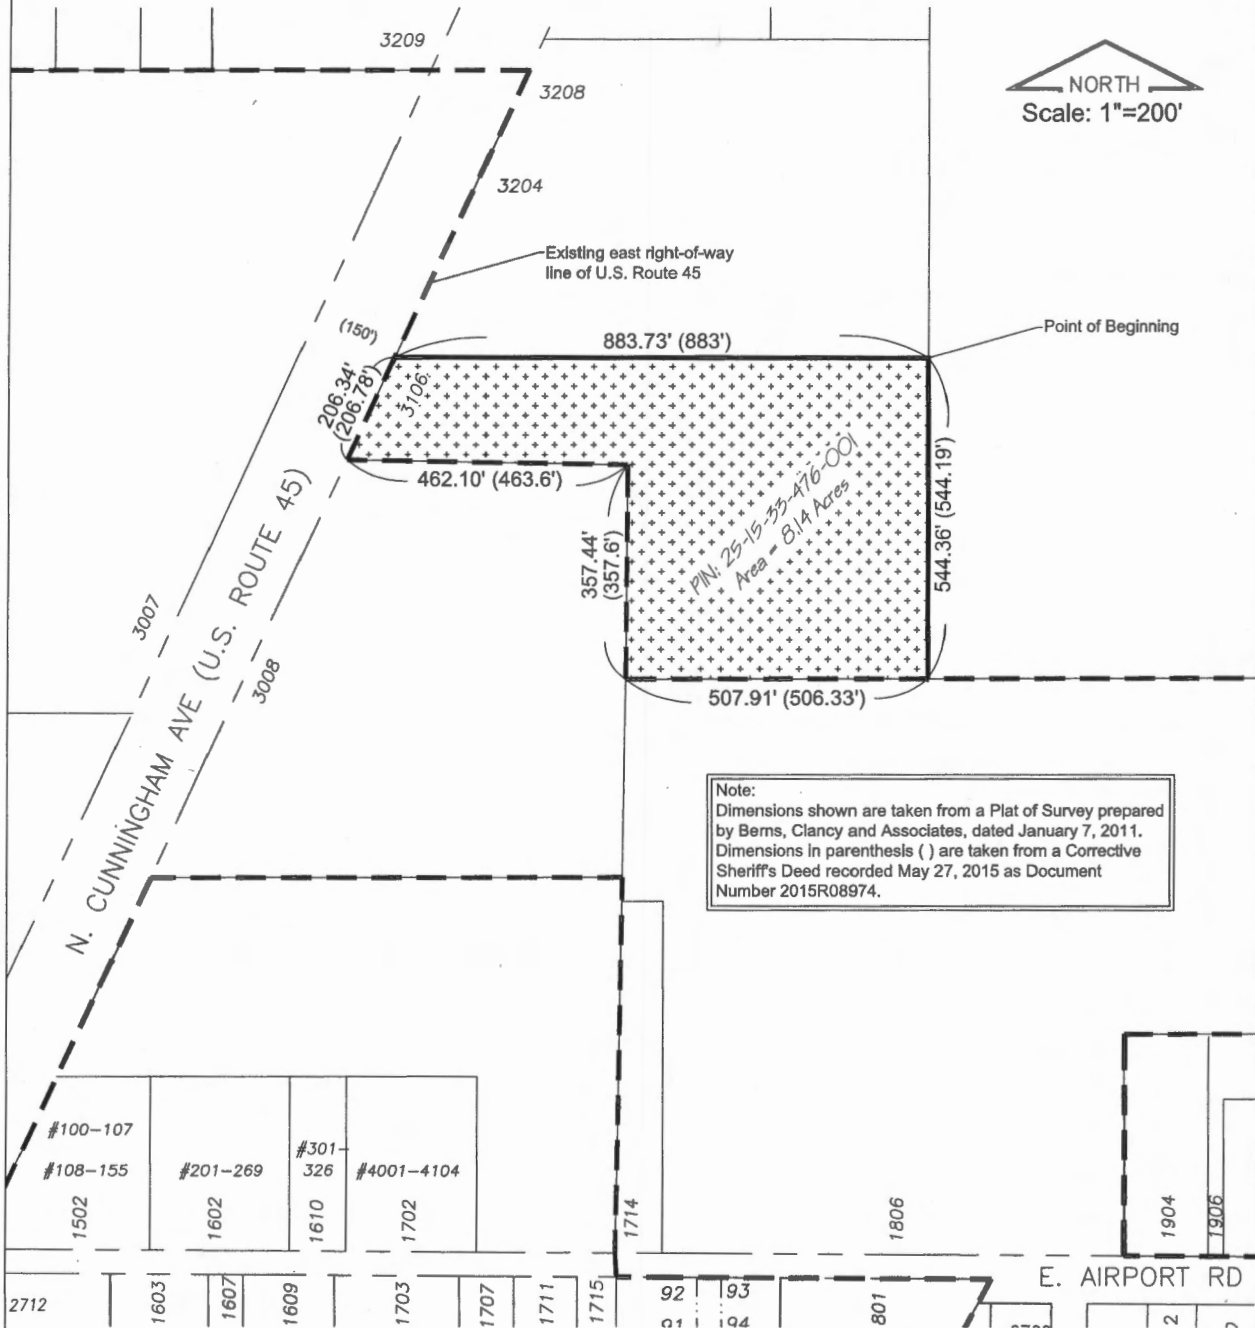 3209
NORTH
Scale: 1"=200'
3208
3204
Existing east right-of-way
line of U.S. Route 45
(150')
883.73' (883')
Point of Beginning
206.34'
(206.78')
3106
462.10' (463.6')
PIN: 25-15-33-476-001
Area = 8.14 Acres
544.36' (544.19')
357.44'
(357.6')
3007
3008
507.91' (506.33')
N. CUNNINGHAM AVE (U.S. ROUTE 45)
Note:
Dimensions shown are taken from a Plat of Survey prepared
by Berns, Clancy and Associates, dated January 7, 2011.
Dimensions in parenthesis ( ) are taken from a Corrective
Sheriff's Deed recorded May 27, 2015 as Document
Number 2015R08974.
#100-107
#108-155
#201-269
#301-
326
#4001-4104
1502
1602
1610
1702
1714
1806
1904
1906
E. AIRPORT RD
2712
1603
1607
1609
1703
1707
1711
1715
92
93
91
94
801
2